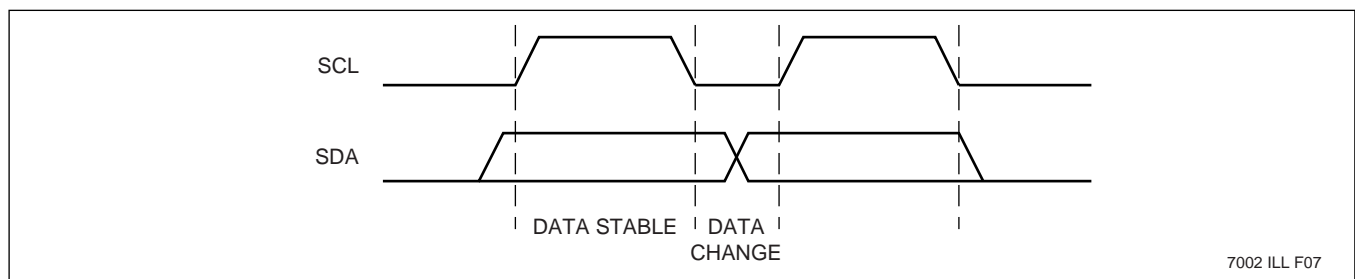 SCL
SDA
DATA STABLE
DATA
CHANGE
7002 ILL F07